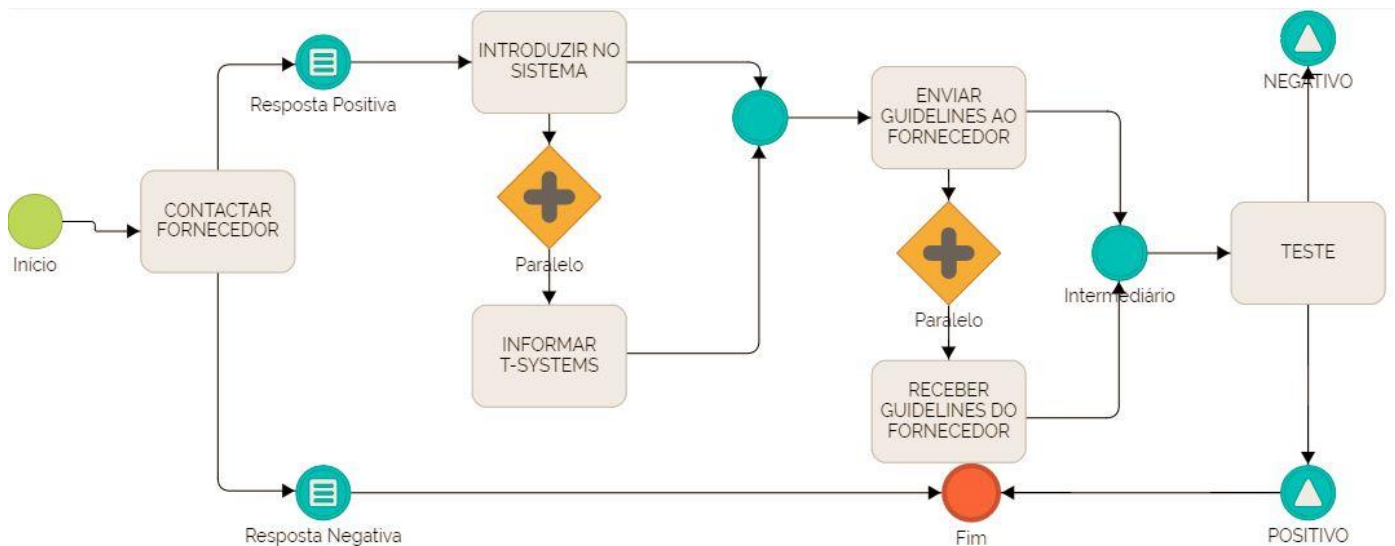 Início
CONTACTAR
FORNECEDOR
Resposta Positiva
INTRODUZIR NO
SISTEMA
Paralelo
INFORMAR
T-SYSTEMS
ENVIAR
GUIDELINES AO
FORNECEDOR
Paralelo
RECEBER
GUIDELINES DO
FORNECEDOR
Intermediário
TESTE
NEGATIVO
POSITIVO
Resposta Negativa
Fim